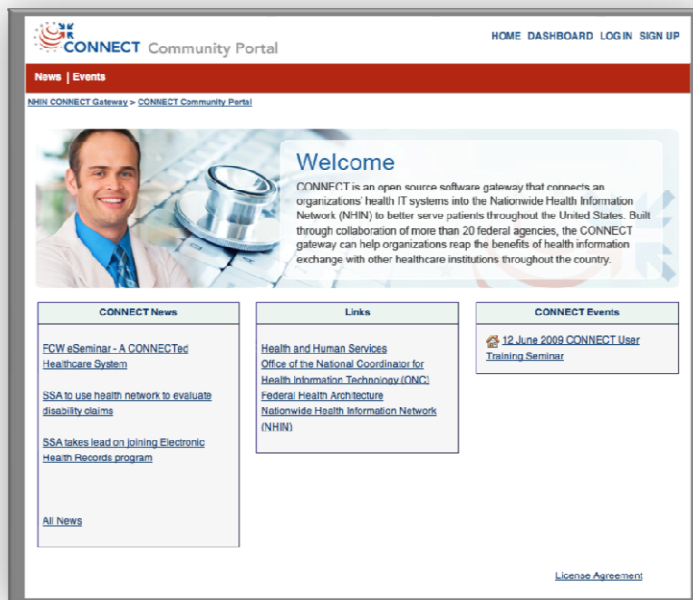 CONNECT Community Portal
HOME DASHBOARD LOG IN SIGN UP
News | Events
NHIN CONNECT Gateway > CONNECT Community Portal
Welcome
CONNECT is an open source software gateway that connects an
organizations' health IT systems into the Nationwide Health Information
Network (NHIN) to better serve patients throughout the United States. Built
through collaboration of more than 20 federal agencies, the CONNECT
gateway can help organizations reap the benefits of health information
exchange with other healthcare institutions throughout the country.
CONNECT News
FCW eSeminar - A CONNECTed
Healthcare System
SSA to use health network to evaluate
disability claims
SSA takes lead on joining Electronic
Health Records program
All News
Links
Health and Human Services
Office of the National Coordinator for
Health Information Technology (ONC)
Federal Health Architecture
Nationwide Health Information Network
(NHIN)
CONNECT Events
12 June 2009 CONNECT User
Training Seminar
License Agreement